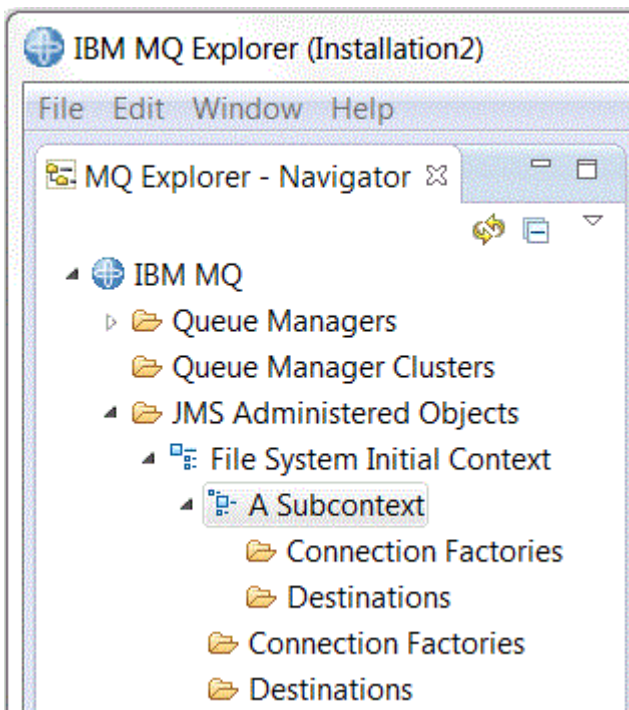 IBM MQ Explorer (Installation2)
File Edit Window Help
MQ Explorer - Navigator
IBM MQ
Queue Managers
Queue Manager Clusters
JMS Administered Objects
File System Initial Context
A Subcontext
Connection Factories
Destinations
Connection Factories
Destinations